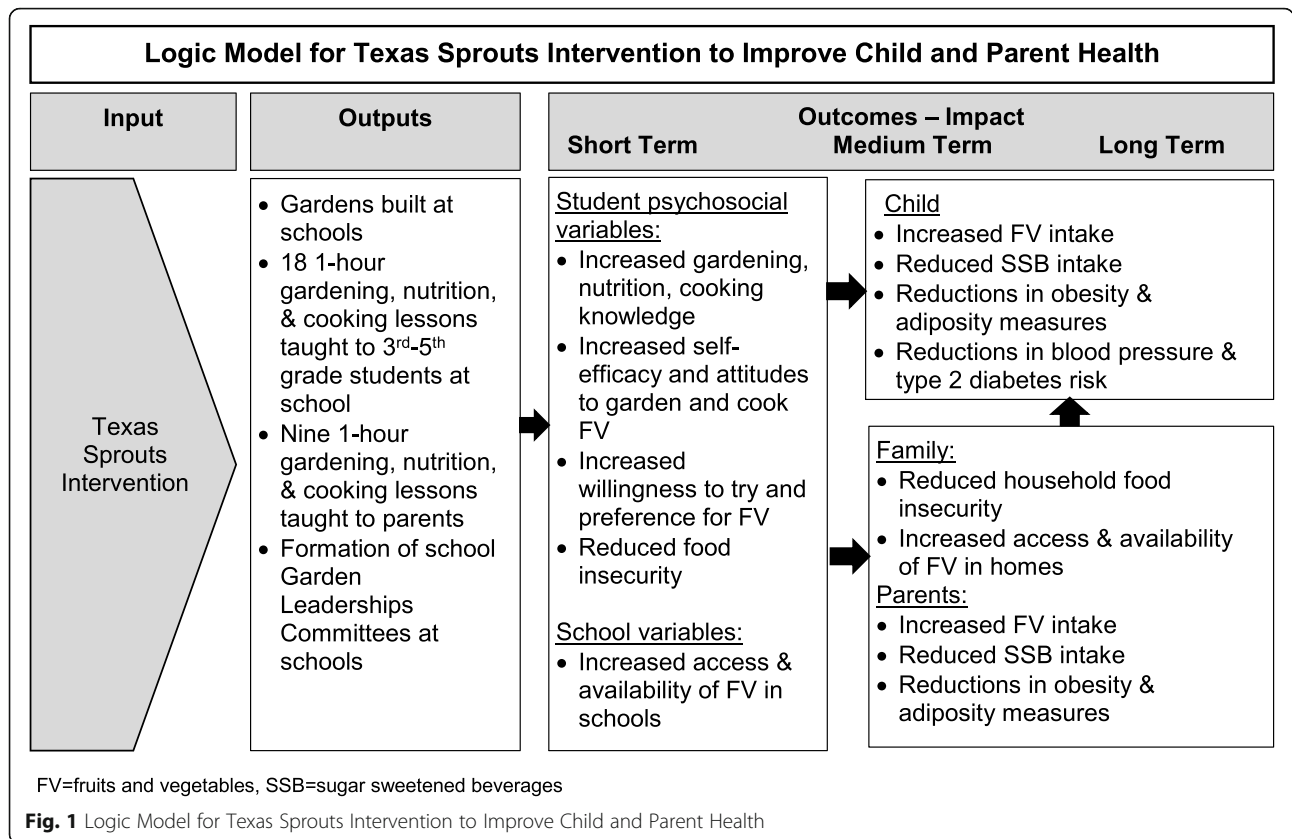 Logic Model for Texas Sprouts Intervention to Improve Child and Parent Health
Input
Outputs
Outcomes – Impact
Short Term
Medium Term
Long Term
Texas
Sprouts
Intervention
• Gardens built at
schools
• 18 1-hour
gardening, nutrition,
& cooking lessons
taught to 3rd-5th
grade students at
school
• Nine 1-hour
gardening, nutrition,
& cooking lessons
taught to parents
• Formation of school
Garden
Leaderships
Committees at
schools
Student psychosocial
variables:
• Increased gardening,
nutrition, cooking
knowledge
• Increased self-
efficacy and attitudes
to garden and cook
FV
• Increased
willingness to try and
preference for FV
• Reduced food
insecurity
School variables:
• Increased access &
availability of FV in
schools
Child
• Increased FV intake
• Reduced SSB intake
• Reductions in obesity &
adiposity measures
• Reductions in blood pressure &
type 2 diabetes risk
Family:
• Reduced household food
insecurity
• Increased access & availability
of FV in homes
Parents:
• Increased FV intake
• Reduced SSB intake
• Reductions in obesity &
adiposity measures
FV=fruits and vegetables, SSB=sugar sweetened beverages
Fig. 1 Logic Model for Texas Sprouts Intervention to Improve Child and Parent Health